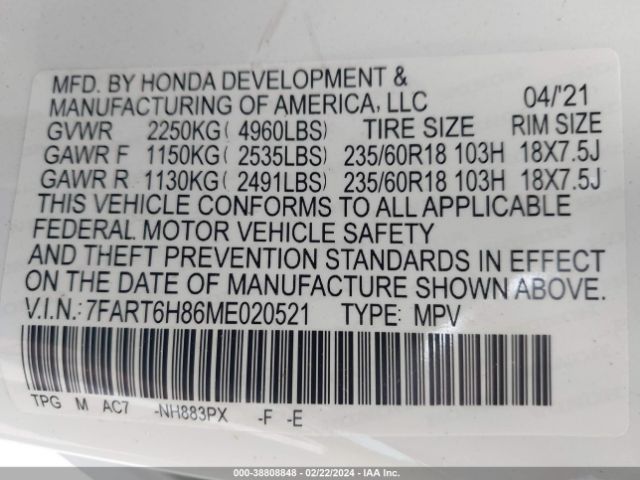 MFD. BY HONDA DEVELOPMENT &
MANUFACTURING OF AMERICA, LLC 04/'21
GVWR 2250KG( 4960LBS) TIRE SIZE RIM SIZE
GAWR F 1150KG( 2535LBS) 235/60R18 103H 18X7.5J
GAWR R 1130KG( 2491LBS) 235/60R18 103H 18X7.5J
THIS VEHICLE CONFORMS TO ALL APPLICABLE
FEDERAL MOTOR VEHICLE SAFETY
AND THEFT PREVENTION STANDARDS IN EFFECT
ON THE DATE OF MANUFACTURE SHOWN ABOVE.
V.I.N.:7FART6H86ME020521 TYPE: MPV
TPG M AC7 -NH883PX -F -E
000-38808848 - 02/22/2024 - IAA Inc.